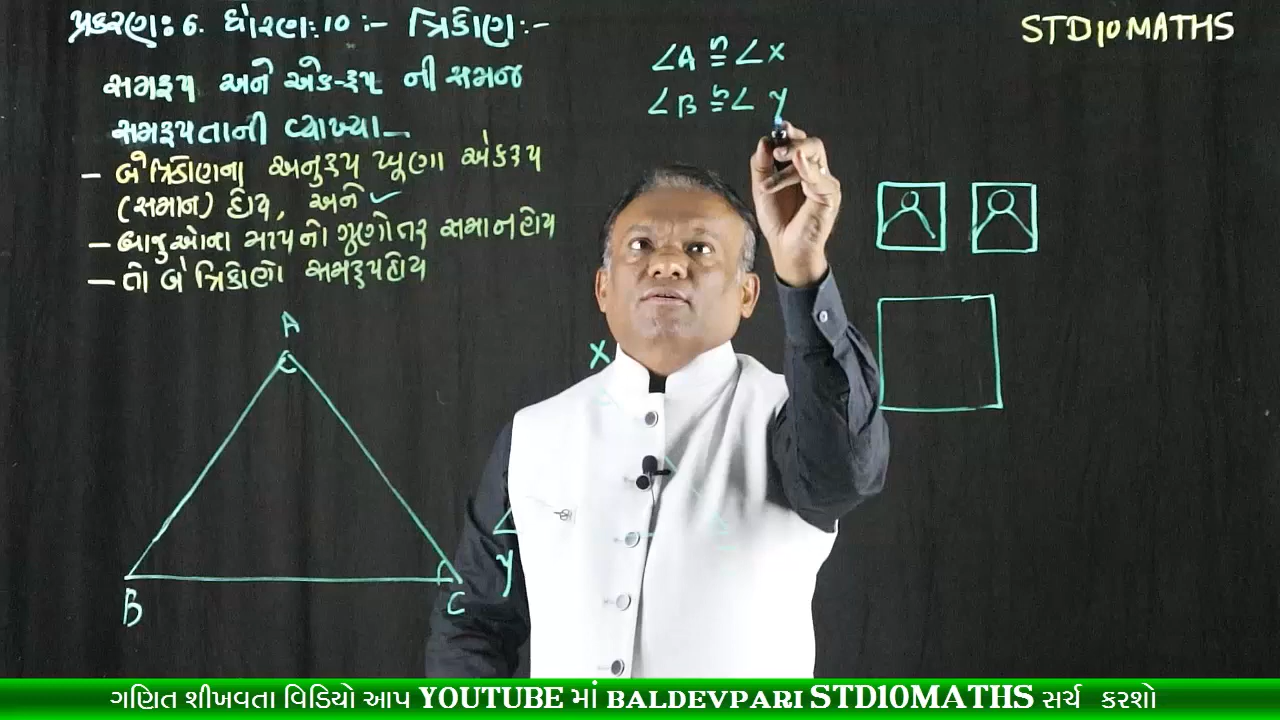 પ્રકરણ: 6. ધોરણ: 10 :- ત્રિકોણ :-
STD10MATHS
સમરૂપ અને એક-રૂપ ની સમજ
સમરૂપતાની વ્યાખ્યા -
- બે ત્રિકોણના અનુરૂપ ખૂણા એકરૂપ
(સમાન) હોય, અને ✓
- બાજુઓના માપનો ગુણોતર સમાન હોય
- તો બે ત્રિકોણો સમરૂપ હોય
∠A ≅ ∠X
∠B ≅ ∠ Y
A
B
C
X
Y
ગણિત શીખવતા વિડિયો આપ YOUTUBE માં BALDEVPARI STD10MATHS સર્ચ કરશો